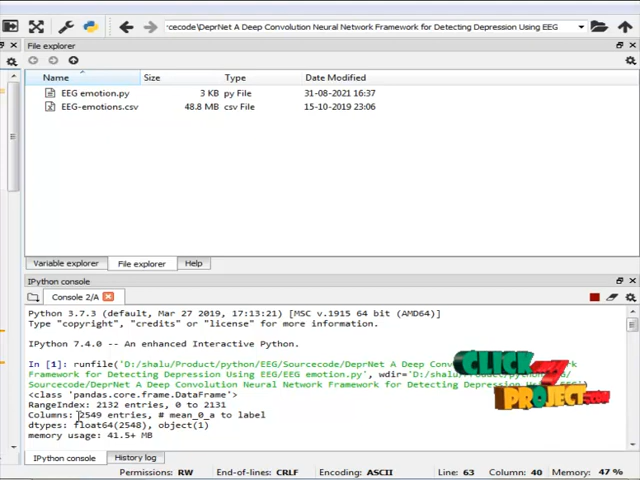 :ecode\DeprNet A Deep Convolution Neural Network Framework for Detecting Depression Using EEG
File explorer
Name Size Type Date Modified
EEG emotion.py 3 KB py File 31-08-2021 16:37
EEG-emotions.csv 48.8 MB csv File 15-10-2019 23:06
Variable explorer File explorer Help
IPython console
Console 2/A
Python 3.7.3 (default, Mar 27 2019, 17:13:21) [MSC v.1915 64 bit (AMD64)]
Type "copyright", "credits" or "license" for more information.
IPython 7.4.0 -- An enhanced Interactive Python.
In [1]: runfile('D:/shalu/Product/python/EEG/Sourcecode/DeprNet A Deep
Framework for Detecting Depression Using EEG/EEG emotion.py', wdir='D:/shalu/Product/python/
Sourcecode/DeprNet A Deep Convolution Neural Network Framework for Detecting Depression
<class 'pandas.core.frame.DataFrame'>
RangeIndex: 2132 entries, 0 to 2131
Columns: 2549 entries, # mean_0_a to label
dtypes: float64(2548), object(1)
memory usage: 41.5+ MB
CLICK
MY
PROJECT.COM
IPython console History log
Permissions: RW End-of-lines: CRLF Encoding: ASCII Line: 63 Column: 40 Memory: 47 %